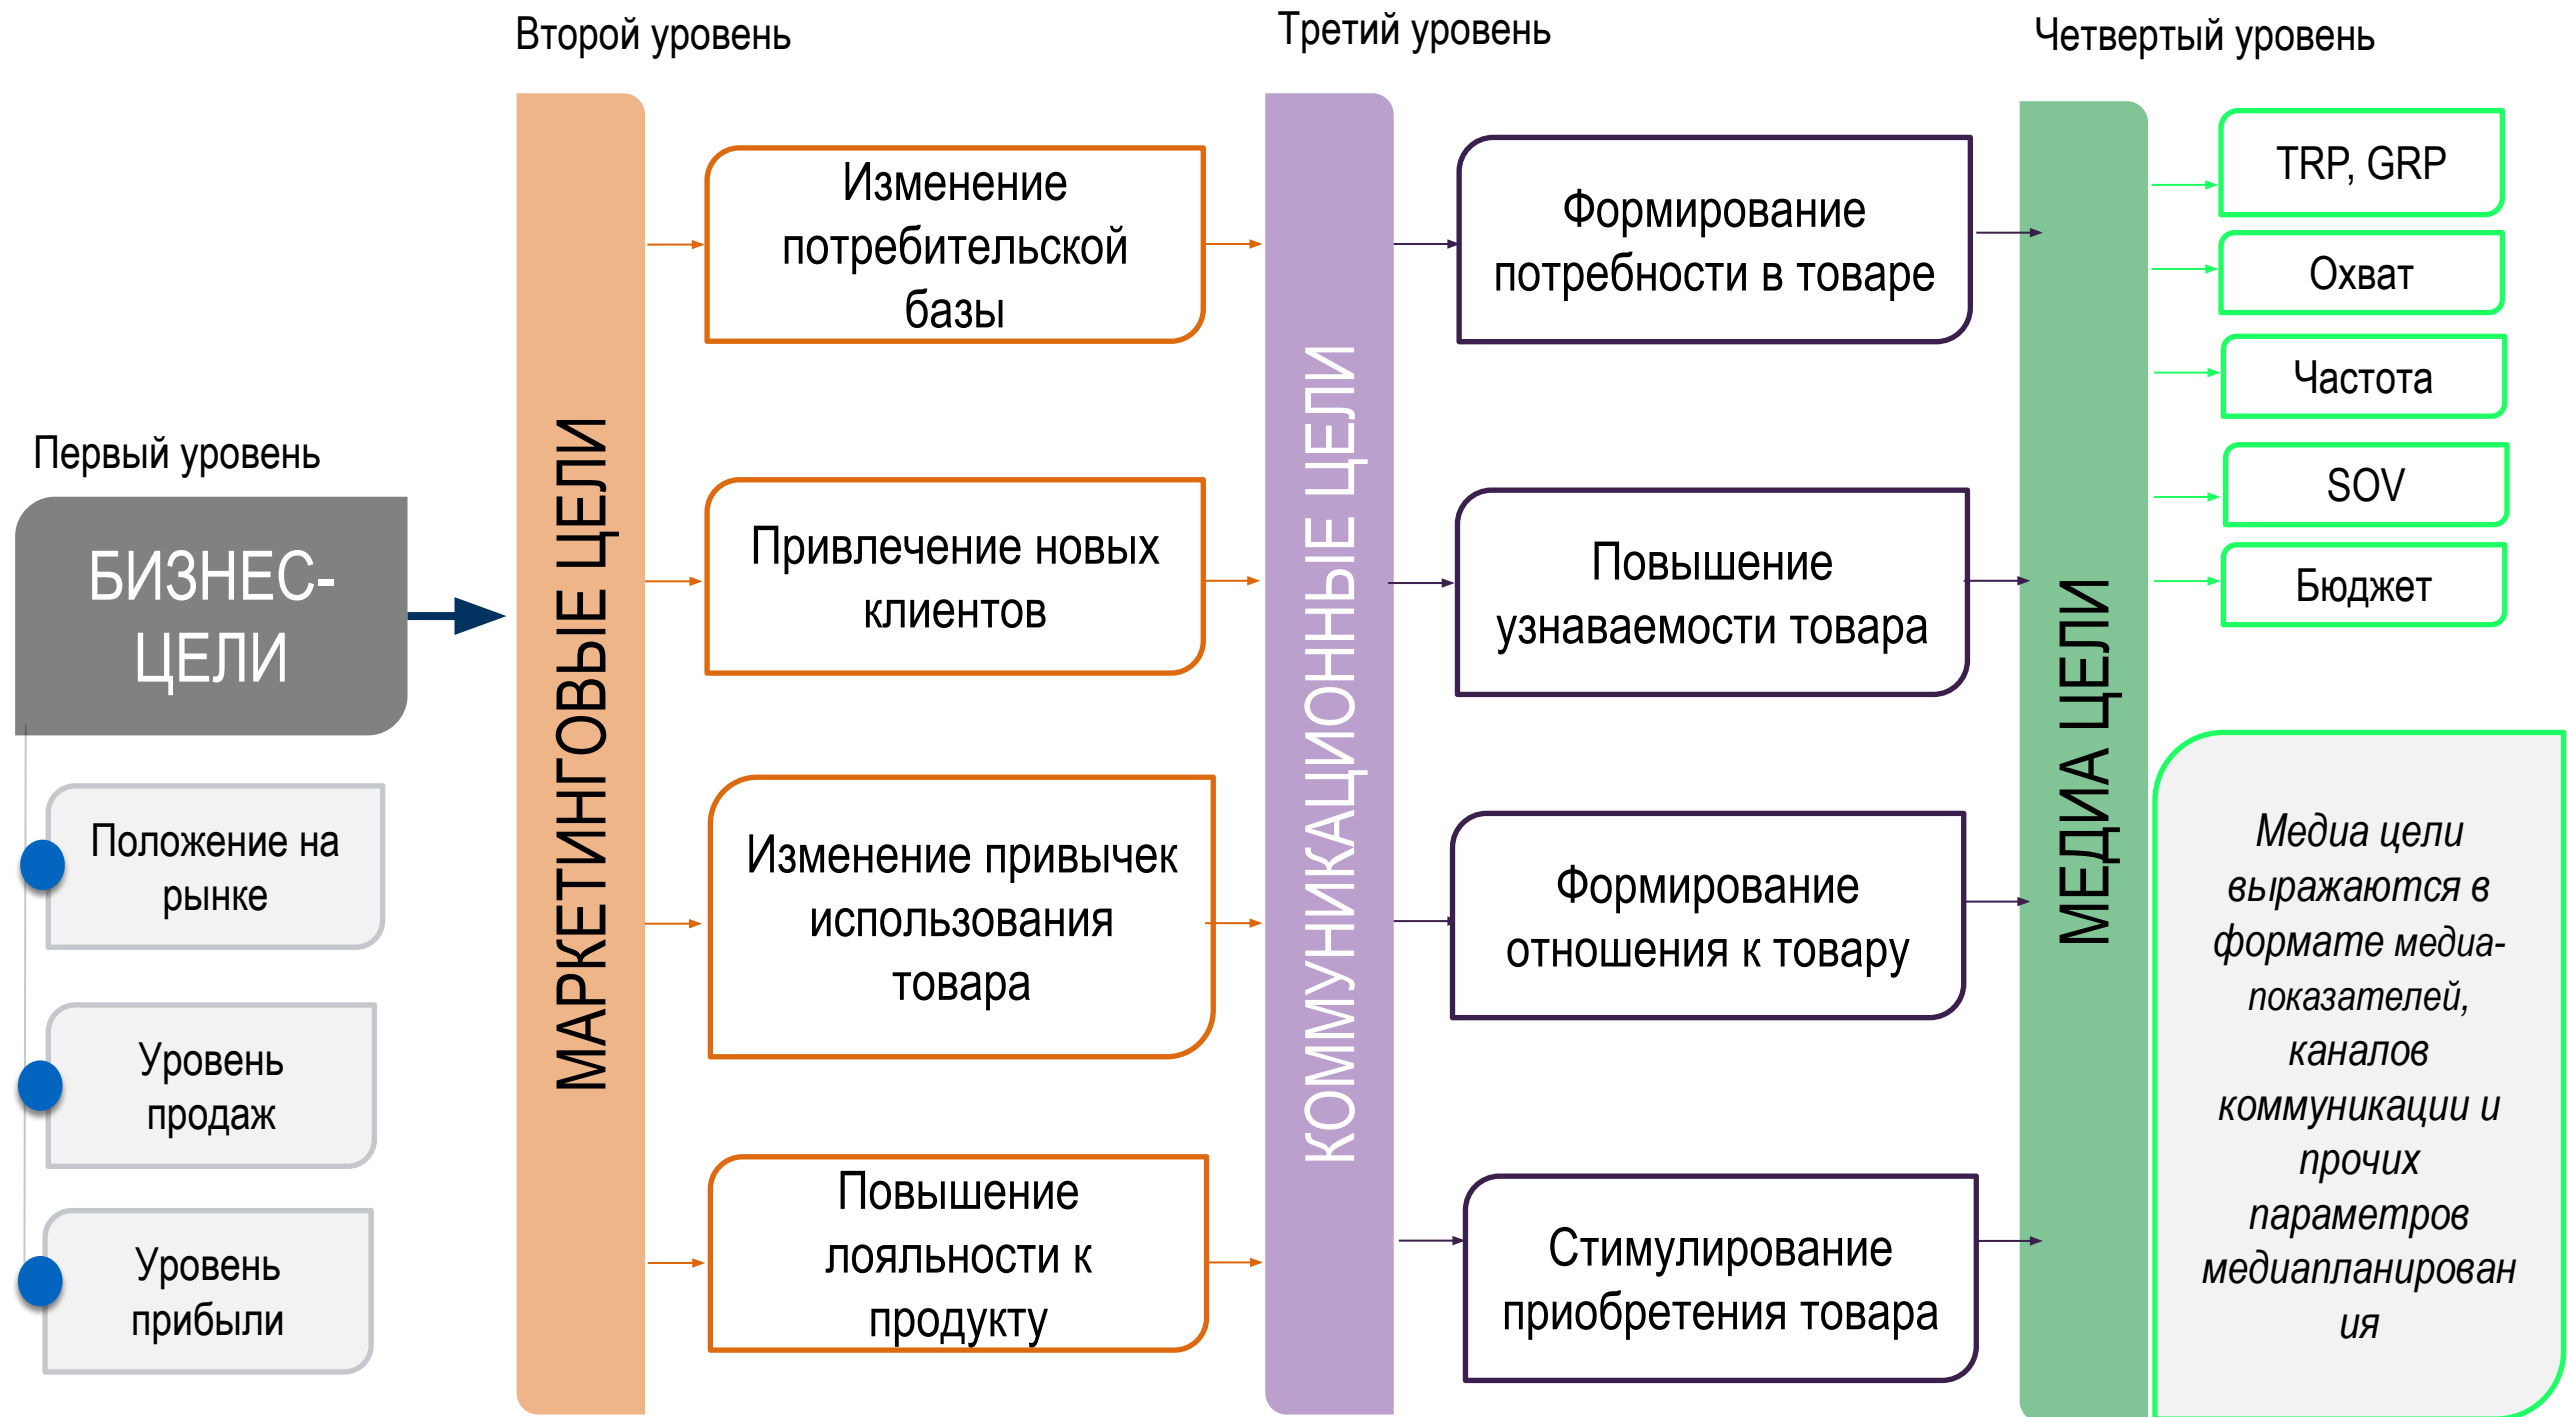 Первый уровень
БИЗНЕС-
ЦЕЛИ
Положение на
рынке
Уровень
продаж
Уровень
прибыли
Второй уровень
МАРКЕТИНГОВЫЕ ЦЕЛИ
Изменение
потребительской
базы
Привлечение новых
клиентов
Изменение привычек
использования
товара
Повышение
лояльности к
продукту
Третий уровень
КОММУНИКАЦИОННЫЕ ЦЕЛИ
Формирование
потребности в товаре
Повышение
узнаваемости товара
Формирование
отношения к товару
Стимулирование
приобретения товара
Четвертый уровень
МЕДИА ЦЕЛИ
TRP, GRP
Охват
Частота
SOV
Бюджет
Медиа цели
выражаются в
формате медиа-
показателей,
каналов
коммуникации и
прочих
параметров
медиапланирован
ия